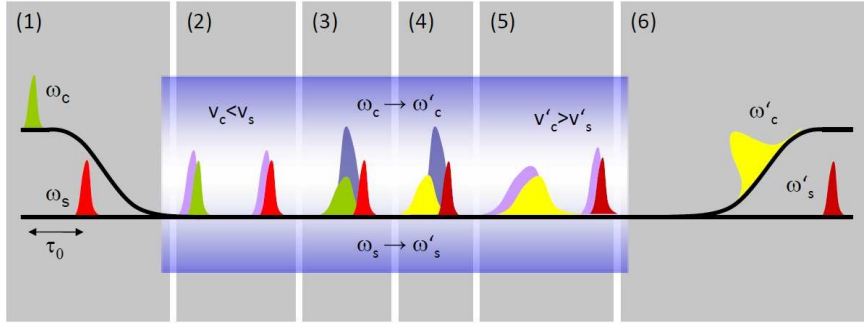 (1) (2) (3) (4) (5) (6)
ω_c v_c<v_s ω_c → ω'_c v'_c>v'_s ω'_c
ω_s ω'_s
τ_0 ω_s → ω'_s